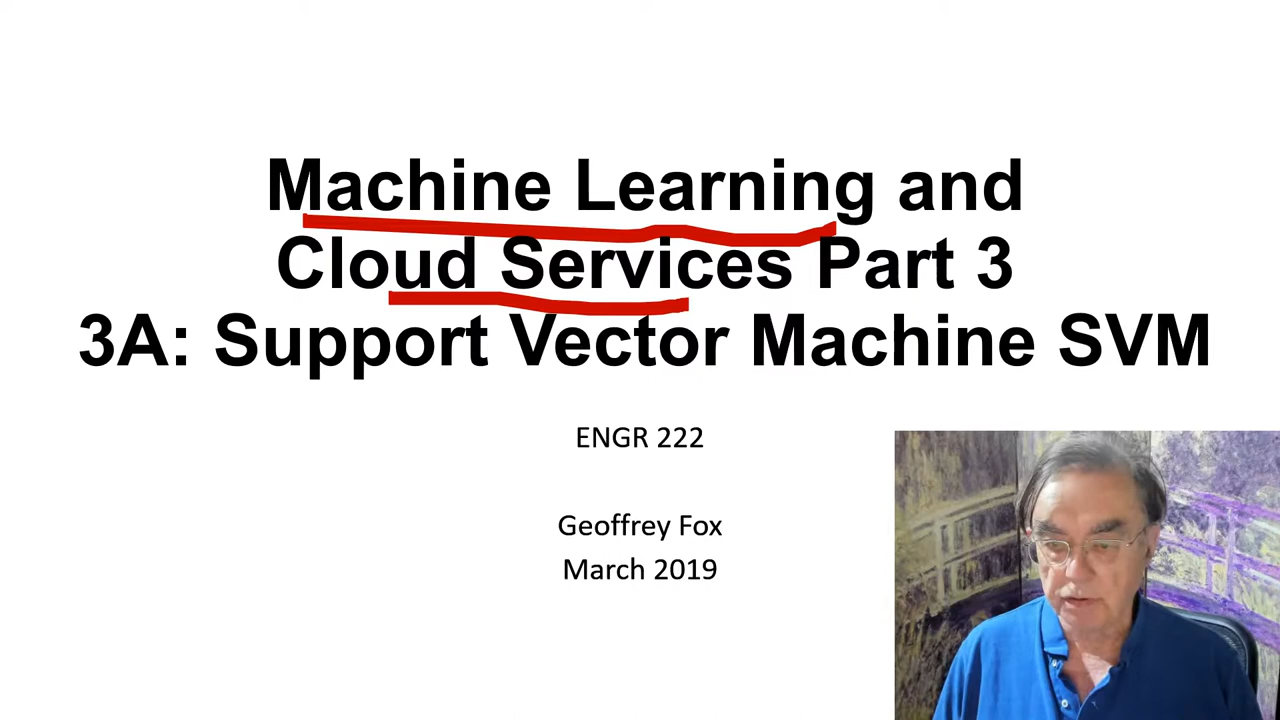 Machine Learning and
Cloud Services Part 3
3A: Support Vector Machine SVM
ENGR 222
Geoffrey Fox
March 2019